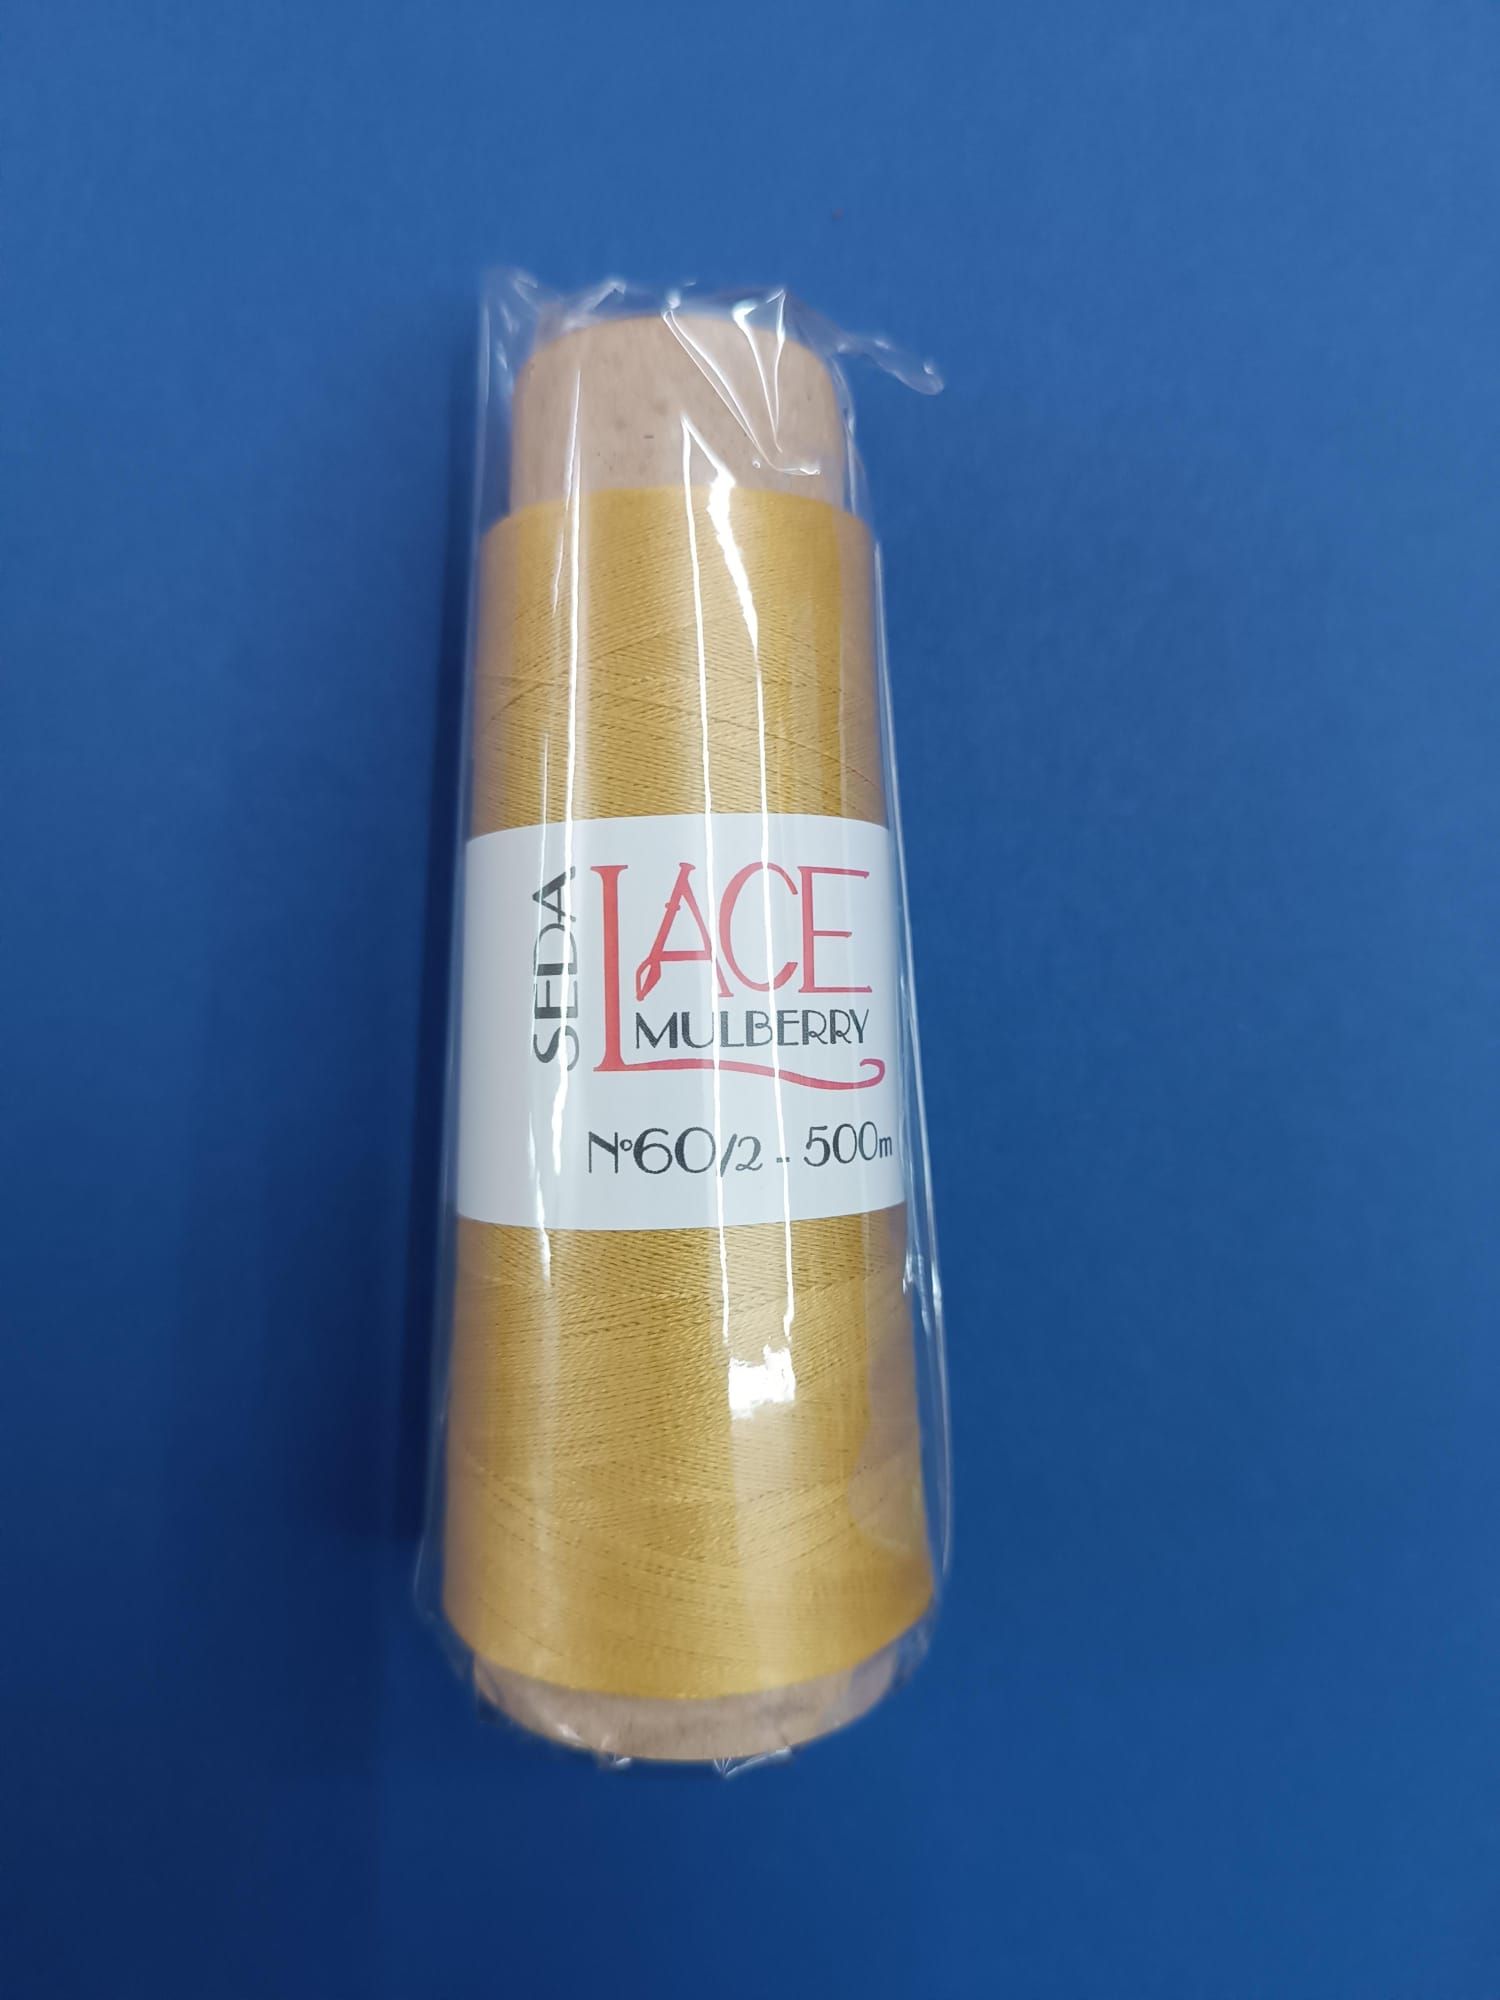 SEDA
LACE
MULBERRY
Nº60/2 - 500m